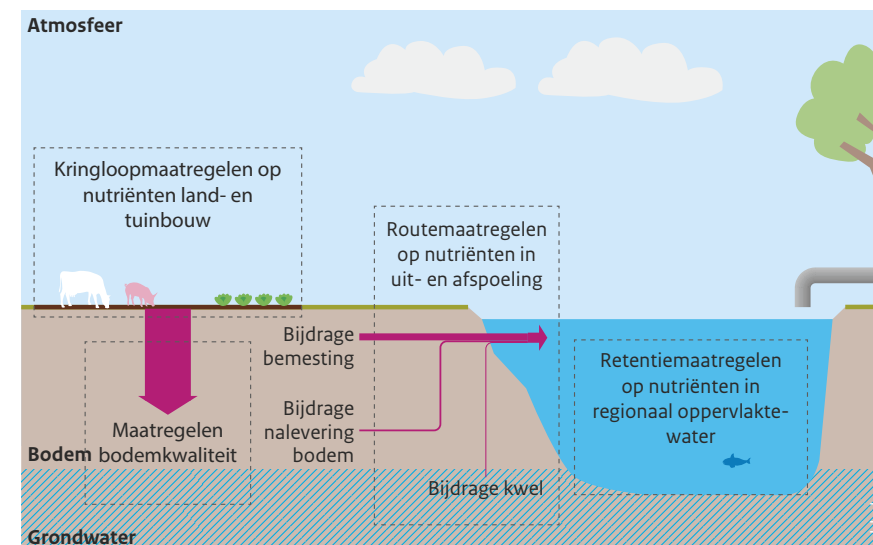 Atmosfeer
Kringloopmaatregelen op
nutriënten land- en
tuinbouw
Routemaatregelen
op nutriënten in
uit- en afspoeling
Bijdrage
bemesting
Retentiemaatregelen
op nutriënten in
regionaal oppervlakte-
water
Bijdrage
nalevering
bodem
Maatregelen
bodemkwaliteit
Bodem
Bijdrage kwel
Grondwater